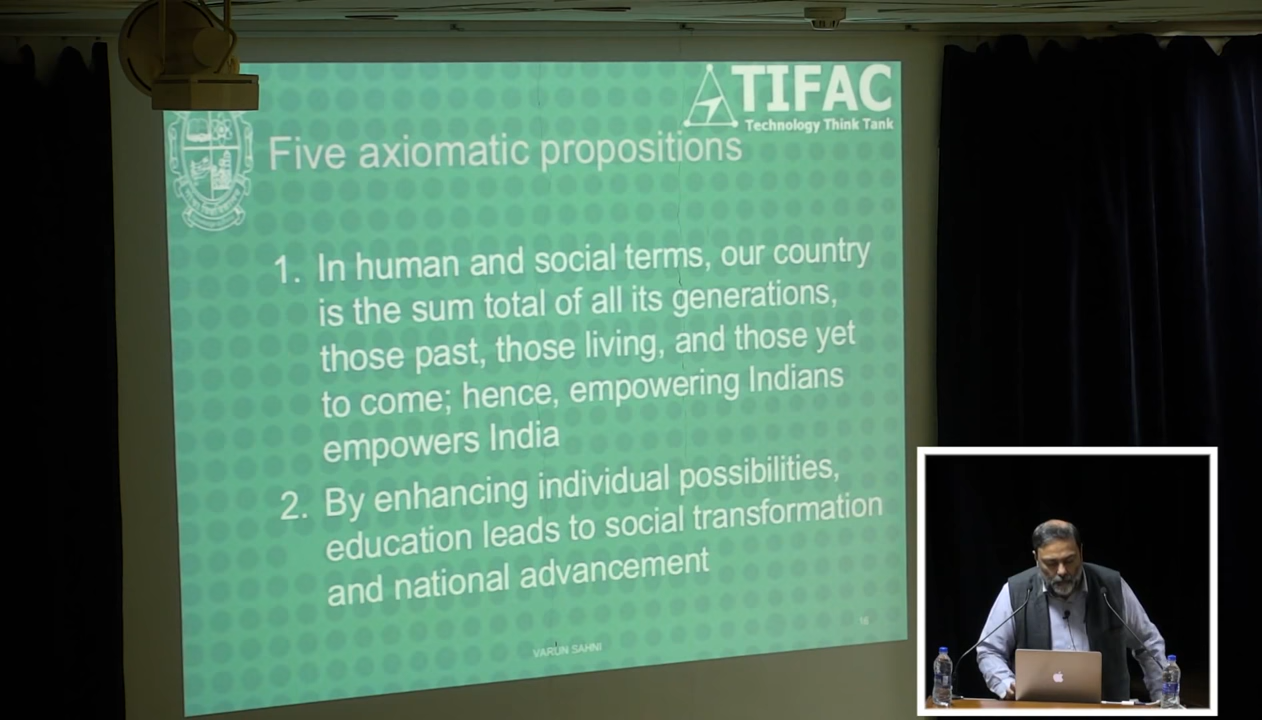 TIFAC
Technology Think Tank
Five axiomatic propositions
1. In human and social terms, our country
is the sum total of all its generations,
those past, those living, and those yet
to come; hence, empowering Indians
empowers India
2. By enhancing individual possibilities,
education leads to social transformation
and national advancement
VARUN SAHNI
16